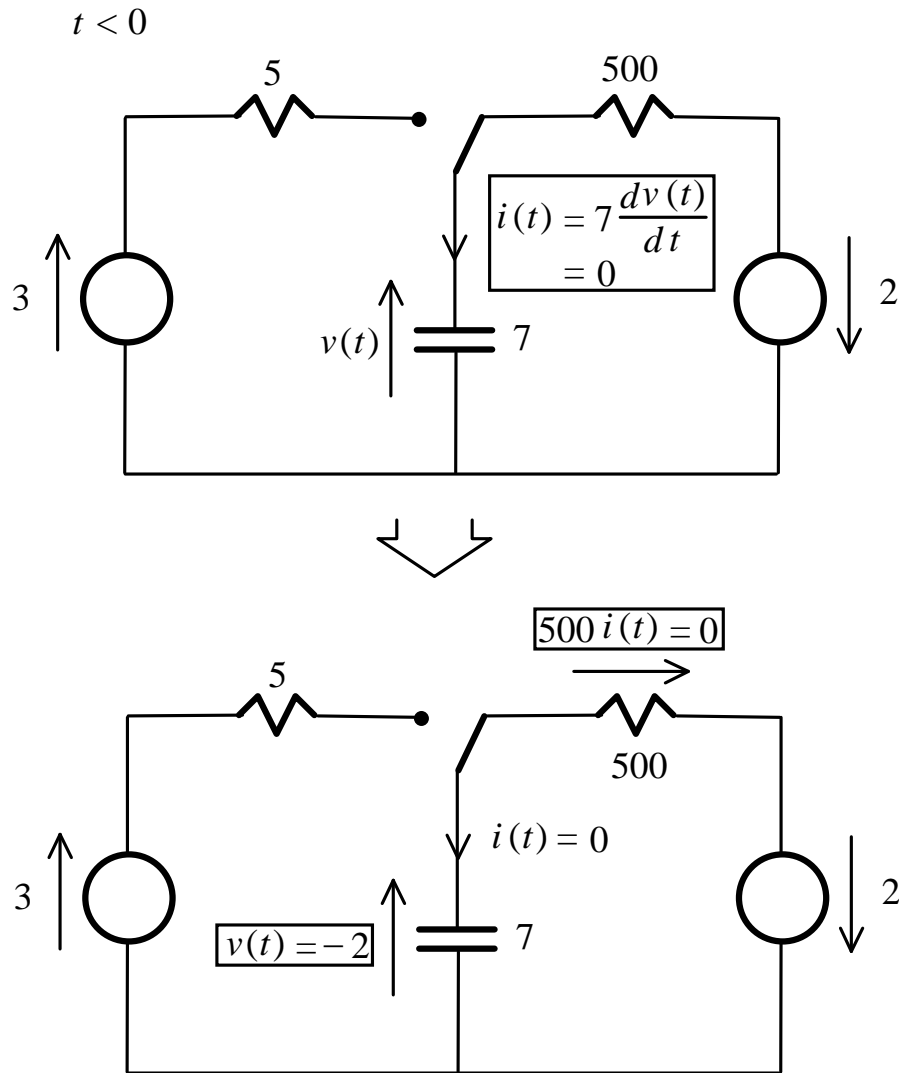 t < 0
5
500
i(t) = 7 dv(t)/dt
= 0
3
v(t)
7
2
500 i(t) = 0
5
500
i(t) = 0
3
v(t) = − 2
7
2